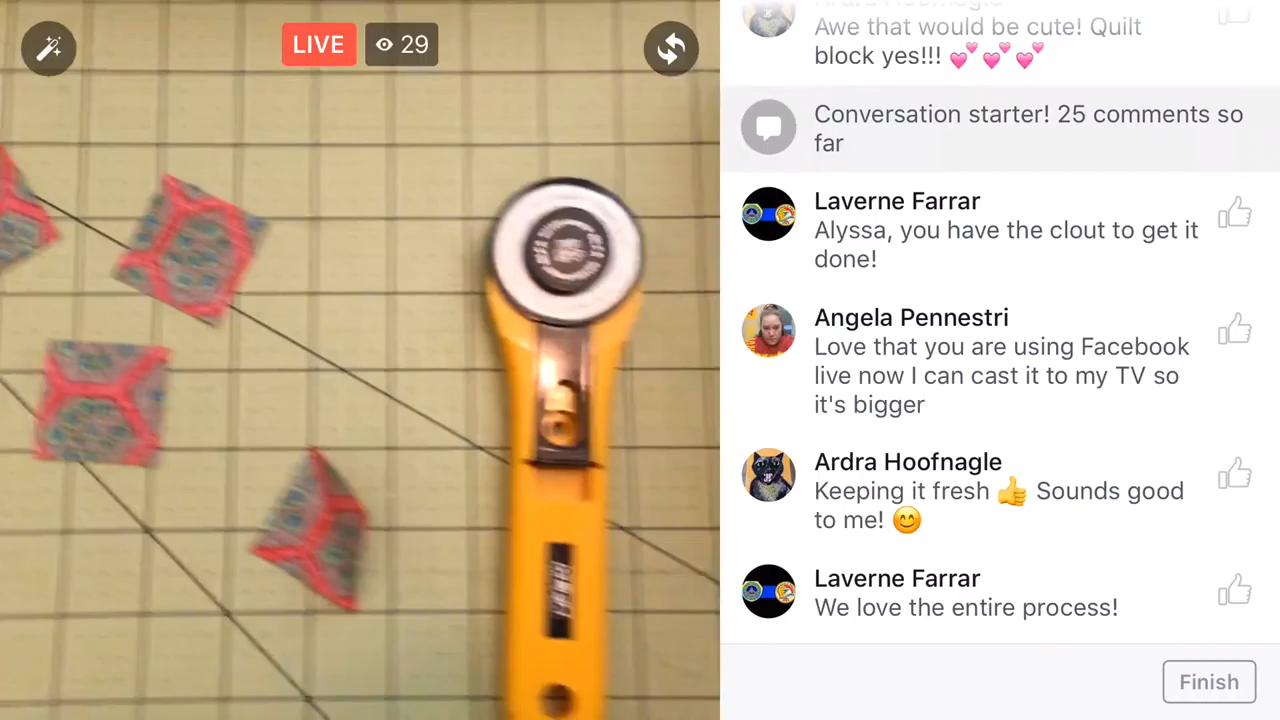 LIVE
29
Awe that would be cute! Quilt
block yes!!! 💕 💕 💕
Conversation starter! 25 comments so
far
Laverne Farrar
Alyssa, you have the clout to get it
done!
Angela Pennestri
Love that you are using Facebook
live now I can cast it to my TV so
it's bigger
Ardra Hoofnagle
Keeping it fresh 👍 Sounds good
to me! 😊
Laverne Farrar
We love the entire process!
Finish